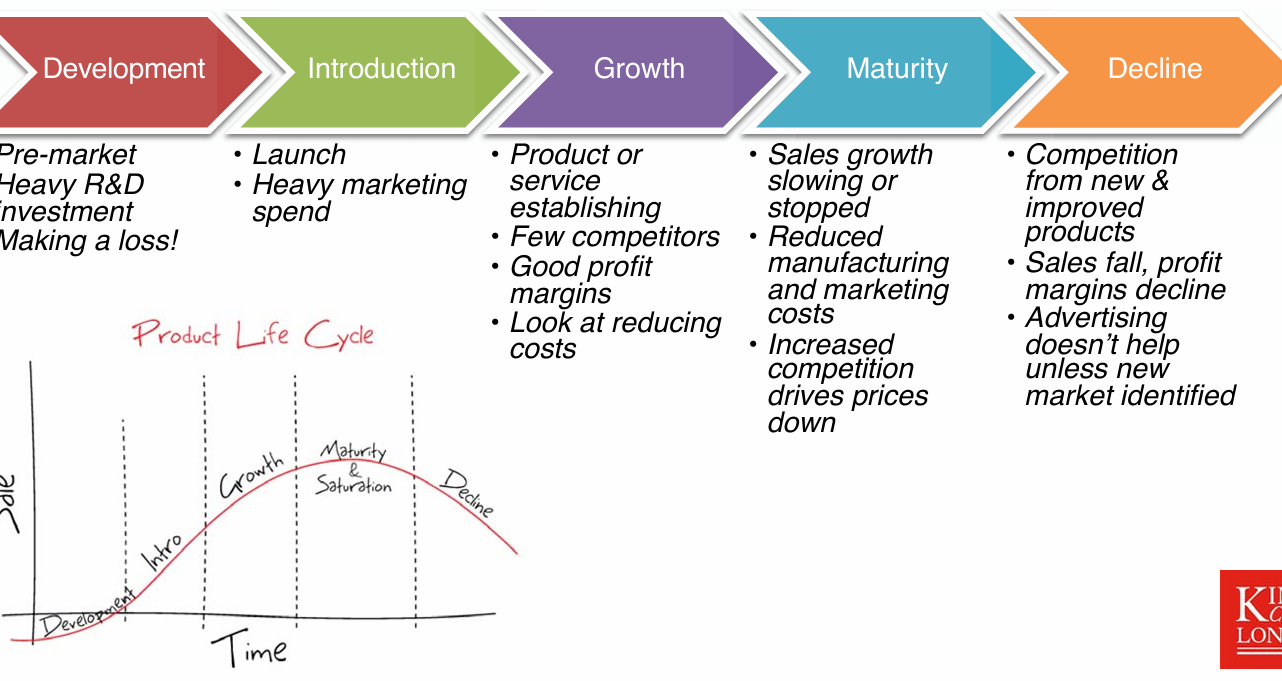 Development
Introduction
Growth
Maturity
Decline
Pre-market
Heavy R&D
investment
Making a loss!
• Launch
• Heavy marketing
spend
• Product or
service
establishing
• Few competitors
• Good profit
margins
• Look at reducing
costs
• Sales growth
slowing or
stopped
• Reduced
manufacturing
and marketing
costs
• Increased
competition
drives prices
down
• Competition
from new &
improved
products
• Sales fall, profit
margins decline
• Advertising
doesn't help
unless new
market identified
Product Life Cycle
Development
Intro
Growth
Maturity
&
Saturation
Decline
Time